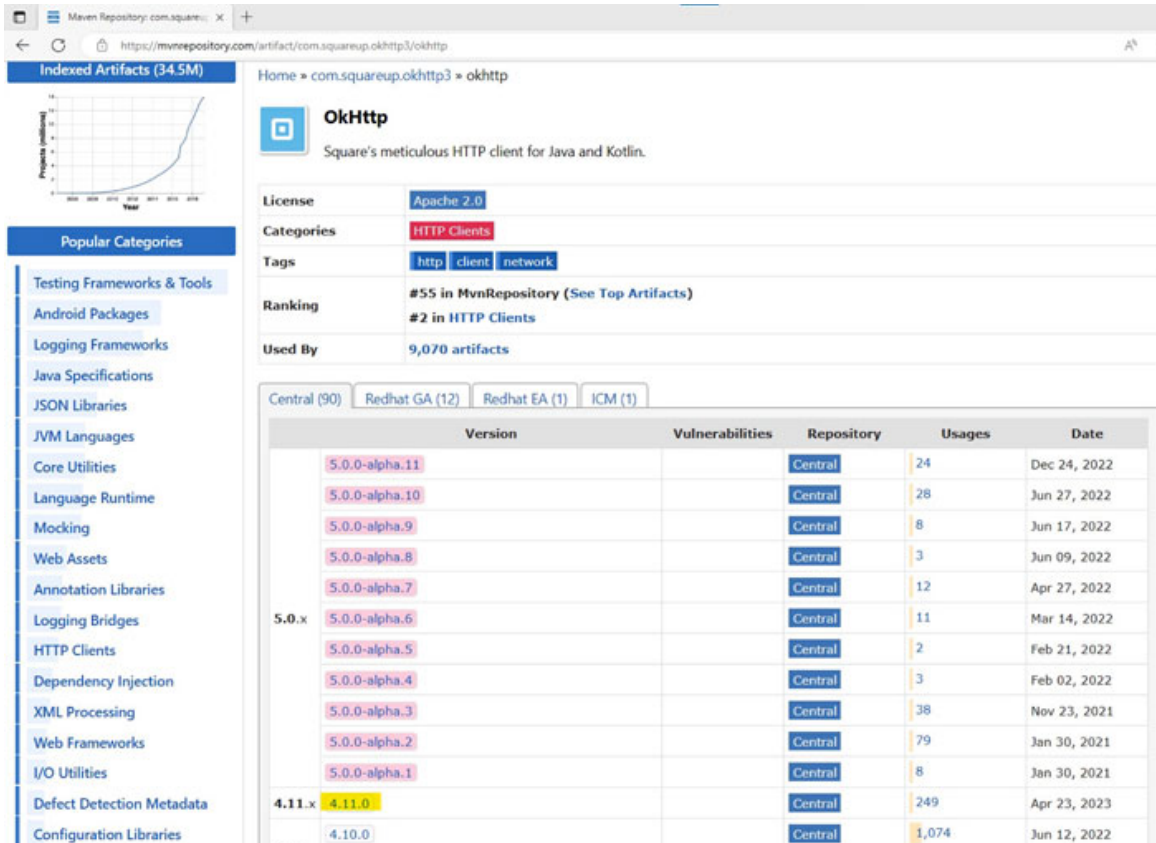 Maven Repository: com.squareu
https://mvnrepository.com/artifact/com.squareup.okhttp3/okhttp
Indexed Artifacts (34.5M)
Projects (millions)
Year
Popular Categories
Testing Frameworks & Tools
Android Packages
Logging Frameworks
Java Specifications
JSON Libraries
JVM Languages
Core Utilities
Language Runtime
Mocking
Web Assets
Annotation Libraries
Logging Bridges
HTTP Clients
Dependency Injection
XML Processing
Web Frameworks
I/O Utilities
Defect Detection Metadata
Configuration Libraries
Home » com.squareup.okhttp3 » okhttp
OkHttp
Square's meticulous HTTP client for Java and Kotlin.
License Apache 2.0
Categories HTTP Clients
Tags http client network
Ranking #55 in MvnRepository (See Top Artifacts)
#2 in HTTP Clients
Used By 9,070 artifacts
Central (90) Redhat GA (12) Redhat EA (1) ICM (1)
Version Vulnerabilities Repository Usages Date
5.0.0-alpha.11 Central 24 Dec 24, 2022
5.0.0-alpha.10 Central 28 Jun 27, 2022
5.0.0-alpha.9 Central 8 Jun 17, 2022
5.0.0-alpha.8 Central 3 Jun 09, 2022
5.0.0-alpha.7 Central 12 Apr 27, 2022
5.0.x 5.0.0-alpha.6 Central 11 Mar 14, 2022
5.0.0-alpha.5 Central 2 Feb 21, 2022
5.0.0-alpha.4 Central 3 Feb 02, 2022
5.0.0-alpha.3 Central 38 Nov 23, 2021
5.0.0-alpha.2 Central 79 Jan 30, 2021
5.0.0-alpha.1 Central 8 Jan 30, 2021
4.11.x 4.11.0 Central 249 Apr 23, 2023
4.10.0 Central 1,074 Jun 12, 2022